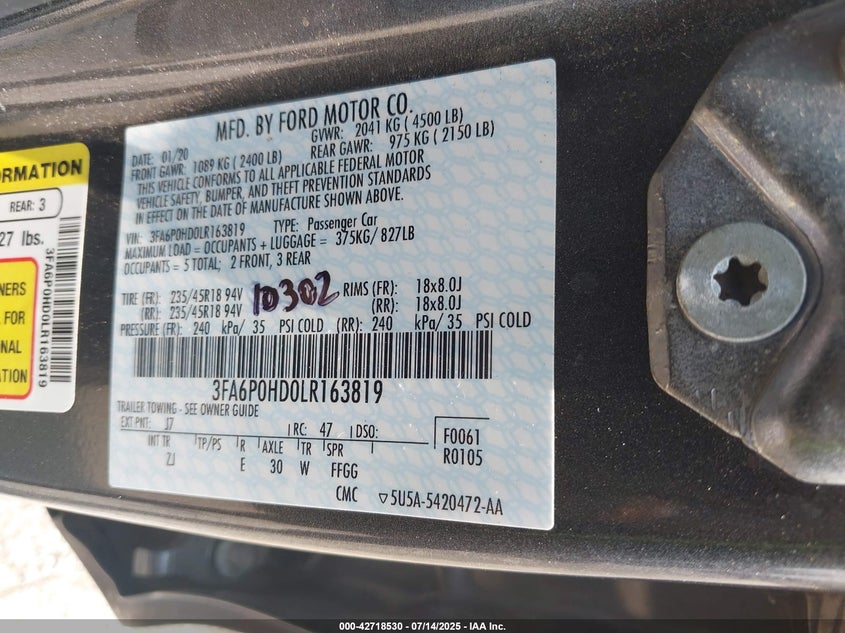 MFD. BY FORD MOTOR CO.
DATE: 01/20 GVWR: 2041 KG ( 4500 LB)
FRONT GAWR: 1089 KG ( 2400 LB) REAR GAWR: 975 KG ( 2150 LB)
THIS VEHICLE CONFORMS TO ALL APPLICABLE FEDERAL MOTOR
VEHICLE SAFETY, BUMPER, AND THEFT PREVENTION STANDARDS
IN EFFECT ON THE DATE OF MANUFACTURE SHOWN ABOVE.
VIN: 3FA6P0HD0LR163819 TYPE: Passenger Car
MAXIMUM LOAD = OCCUPANTS + LUGGAGE = 375KG/ 827LB
OCCUPANTS = 5 TOTAL; 2 FRONT, 3 REAR
TIRE (FR): 235/45R18 94V RIMS (FR): 18x8.0J
(RR): 235/45R18 94V (RR): 18x8.0J
10302
PRESSURE (FR): 240 kPa/ 35 PSI COLD (RR): 240 kPa/ 35 PSI COLD
3FA6P0HD0LR163819
TRAILER TOWING - SEE OWNER GUIDE
EXT PNT: J7 RC: 47 DSO: F0061
INT TR TP/PS R AXLE TR SPR R0105
ZJ E 30 W FFGG
CMC ▽5U5A-5420472-AA
ORMATION
REAR: 3
27 lbs.
3FA6P0HD0LR163819
NERS
FOR
NAL
ATION
000-42718530 - 07/14/2025 - IAA Inc.